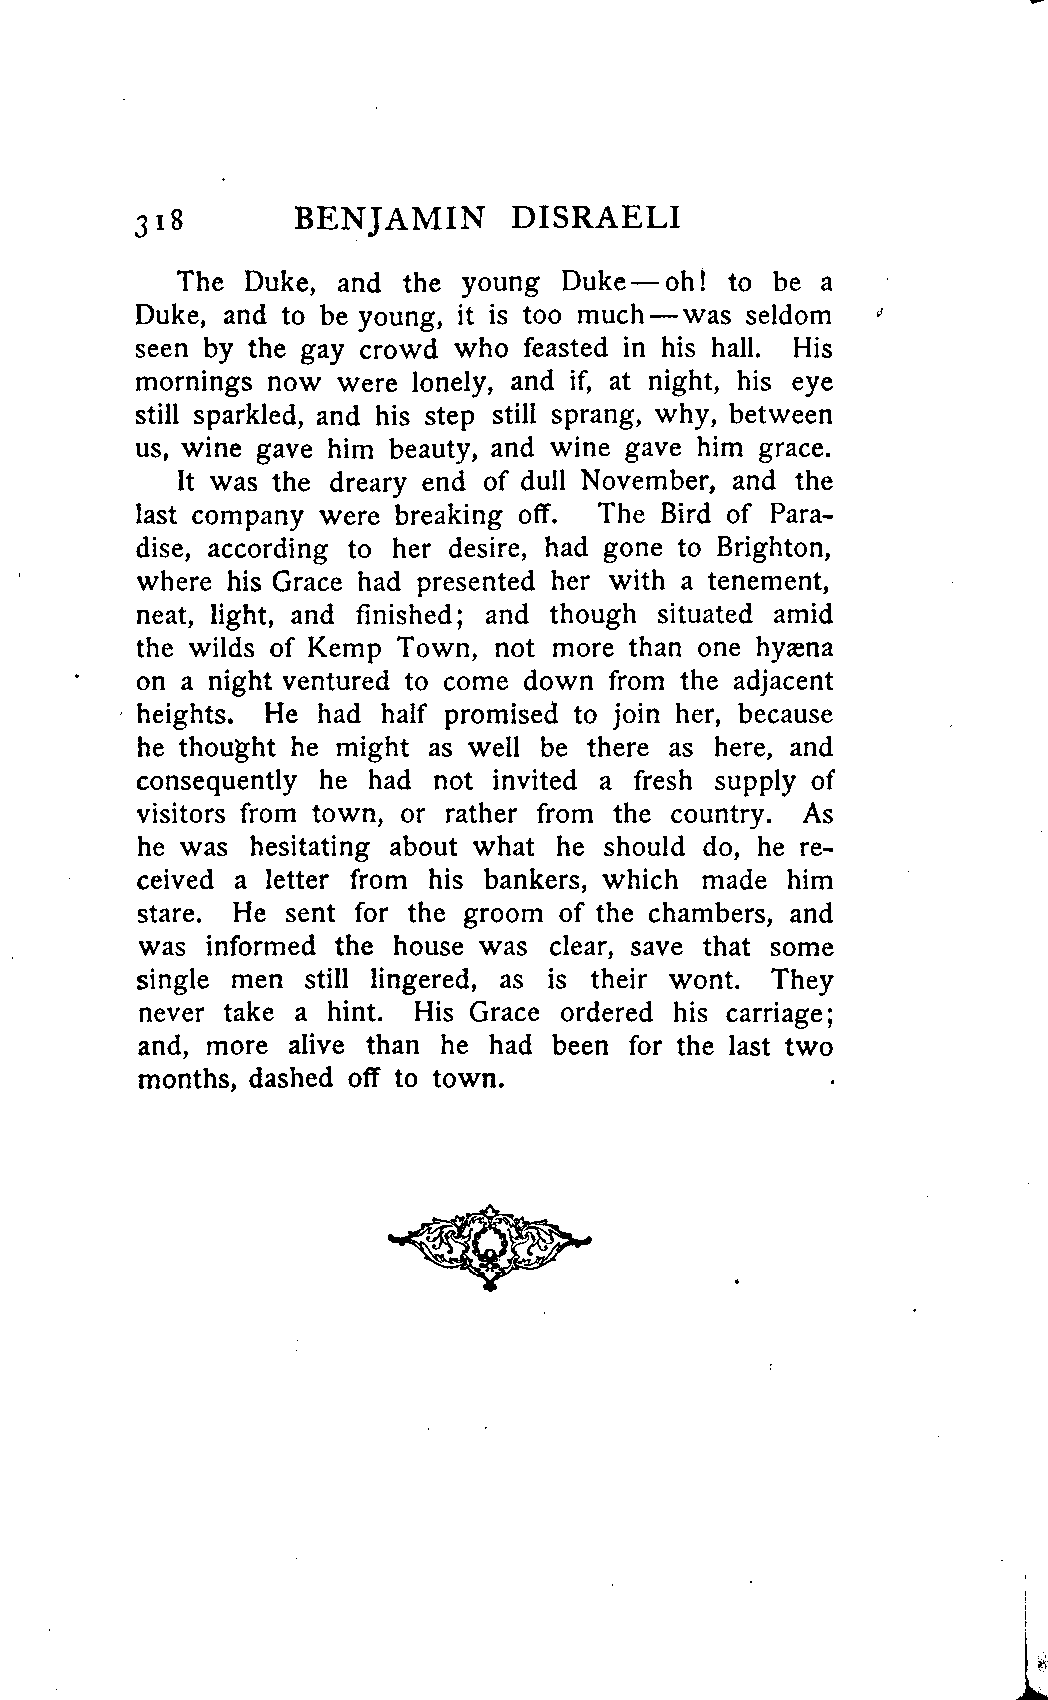 318 BENJAMIN DISRAELI
The Duke, and the young Duke—oh! to be a
Duke, and to be young, it is too much—was seldom
seen by the gay crowd who feasted in his hall. His
mornings now were lonely, and if, at night, his eye
still sparkled, and his step still sprang, why, between
us, wine gave him beauty, and wine gave him grace.
It was the dreary end of dull November, and the
last company were breaking off. The Bird of Para-
dise, according to her desire, had gone to Brighton,
where his Grace had presented her with a tenement,
neat, light, and finished; and though situated amid
the wilds of Kemp Town, not more than one hyæna
on a night ventured to come down from the adjacent
heights. He had half promised to join her, because
he thought he might as well be there as here, and
consequently he had not invited a fresh supply of
visitors from town, or rather from the country. As
he was hesitating about what he should do, he re-
ceived a letter from his bankers, which made him
stare. He sent for the groom of the chambers, and
was informed the house was clear, save that some
single men still lingered, as is their wont. They
never take a hint. His Grace ordered his carriage;
and, more alive than he had been for the last two
months, dashed off to town.